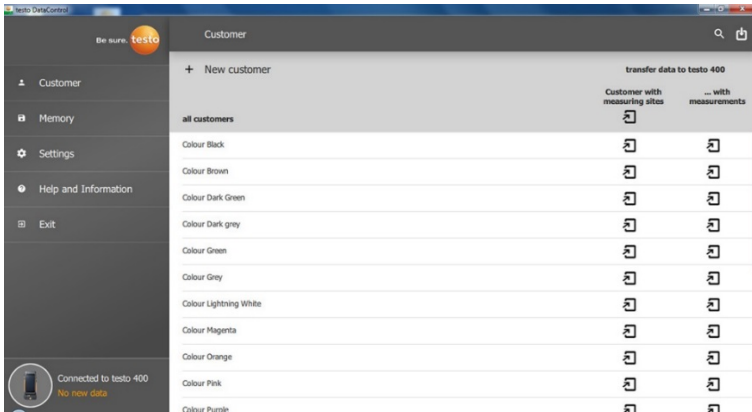 testo DataControl
Be sure. testo
Customer
Memory
Settings
Help and Information
Exit
Connected to testo 400
No new data
Customer
+ New customer
transfer data to testo 400
Customer with measuring sites
... with measurements
all customers
Colour Black
Colour Brown
Colour Dark Green
Colour Dark grey
Colour Green
Colour Grey
Colour Lightning White
Colour Magenta
Colour Orange
Colour Pink
Colour Purple